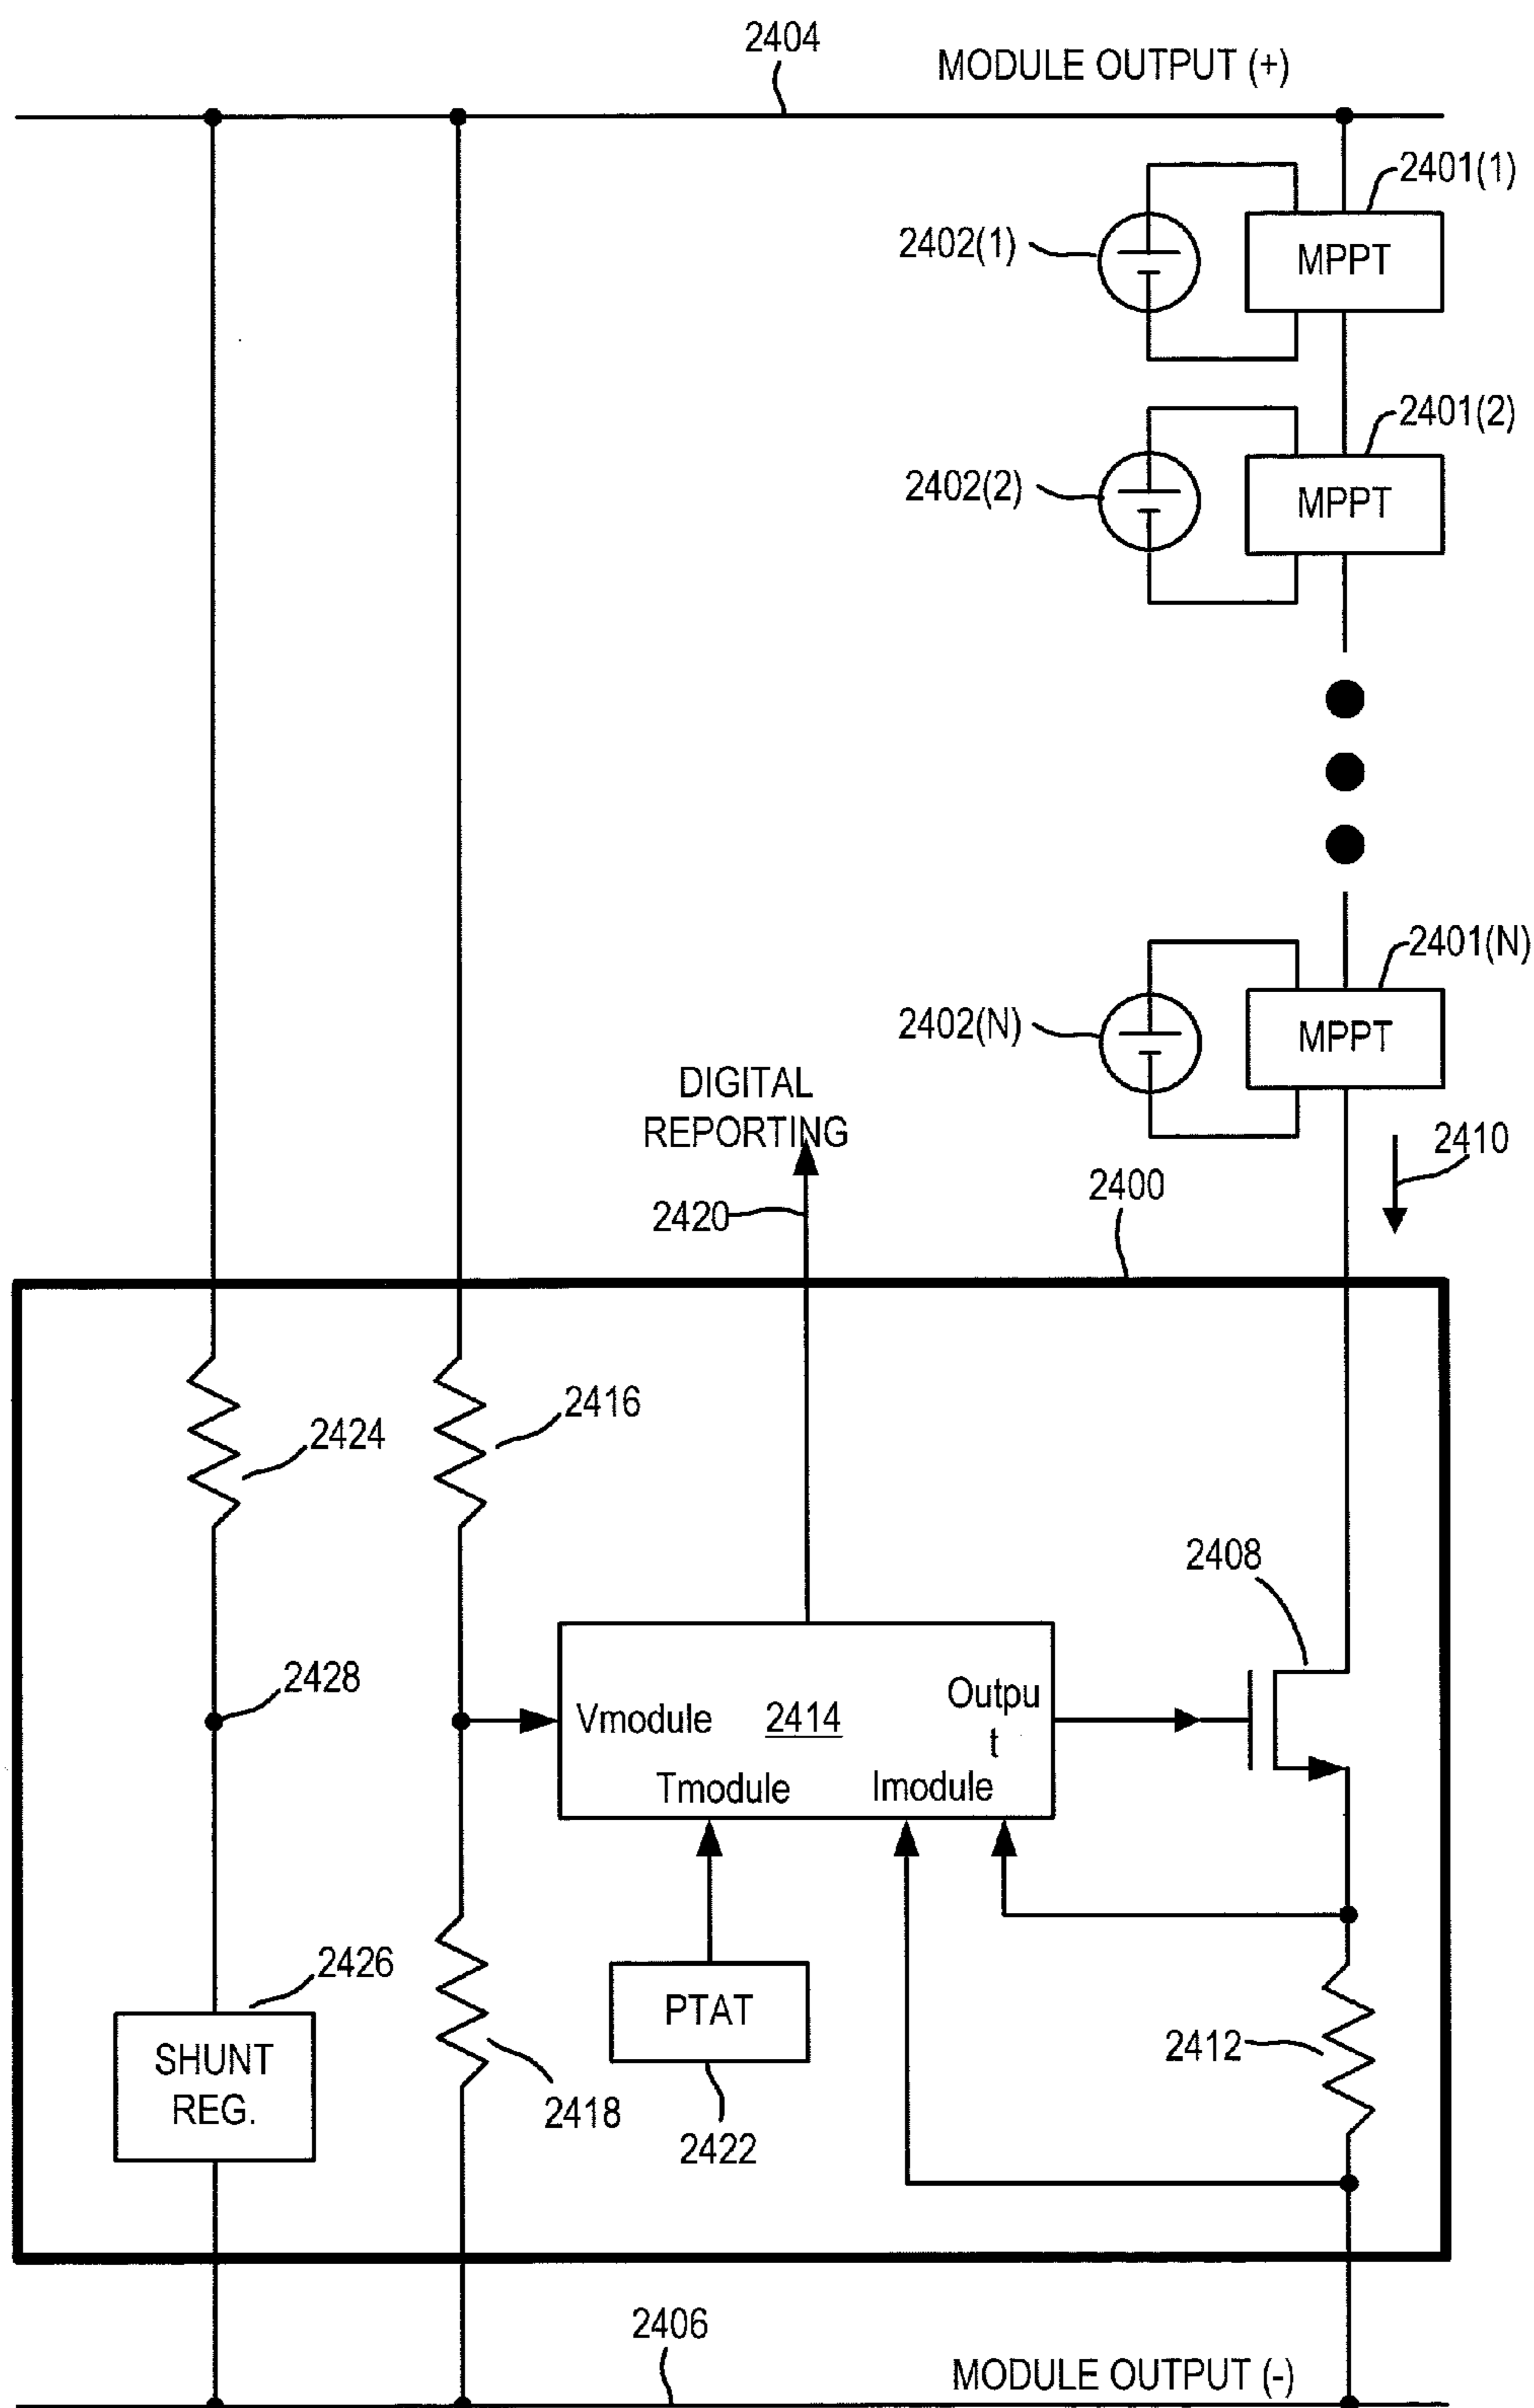 2404
MODULE OUTPUT (+)
2401(1)
2402(1)
MPPT
2401(2)
2402(2)
MPPT
2401(N)
2402(N)
MPPT
DIGITAL
REPORTING
2410
2400
2420
2416
2424
2408
2428
Outpu
t
Vmodule
2414
Tmodule
Imodule
2426
PTAT
2412
SHUNT
REG.
2418
2422
2406
MODULE OUTPUT (-)